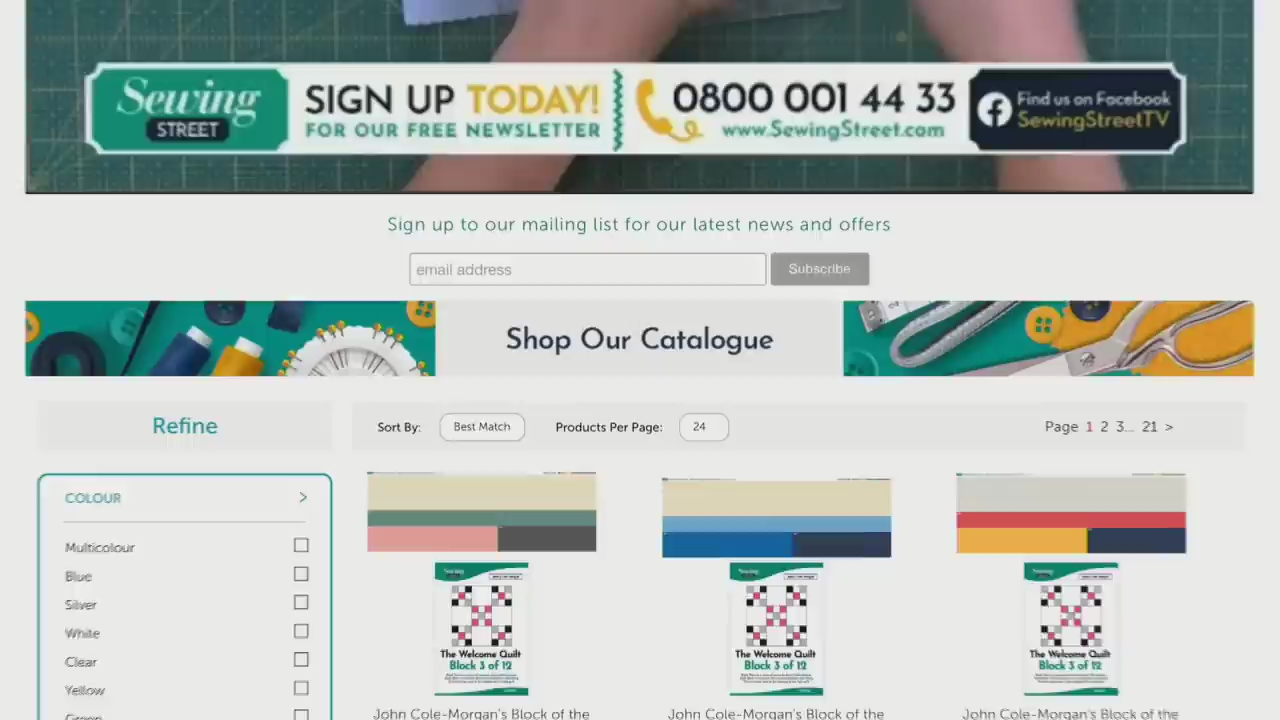 Sewing
STREET
SIGN UP TODAY!
FOR OUR FREE NEWSLETTER
0800 001 44 33
www.SewingStreet.com
Find us on Facebook
SewingStreetTV
Sign up to our mailing list for our latest news and offers
email address
Subscribe
Shop Our Catalogue
Refine
Sort By: Best Match Products Per Page: 24 Page 1 2 3... 21 >
COLOUR >
Multicolour
Blue
Silver
White
Clear
Yellow
Green
The Welcome Quilt
Block 3 of 12
The Welcome Quilt
Block 3 of 12
The Welcome Quilt
Block 3 of 12
John Cole-Morgan's Block of the
John Cole-Morgan's Block of the
John Cole-Morgan's Block of the